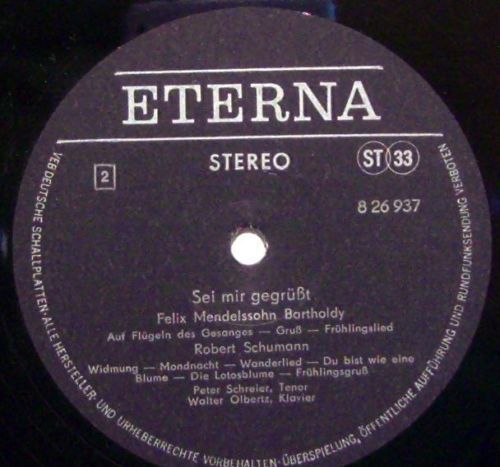 ETERNA
STEREO
ST 33
2
8 26 937
Sei mir gegrüßt
Felix Mendelssohn Bartholdy
Auf Flügeln des Gesanges — Gruß — Frühlingslied
Robert Schumann
Widmung — Mondnacht — Wanderlied — Du bist wie eine
Blume — Die Lotosblume — Frühlingsgruß
Peter Schreier, Tenor
Walter Olbertz, Klavier
VEB DEUTSCHE SCHALLPLATTEN · ALLE HERSTELLER- UND URHEBERRECHTE VORBEHALTEN · ÜBERSPIELUNG, ÖFFENTLICHE AUFFÜHRUNG UND RUNDFUNKSENDUNG VERBOTEN